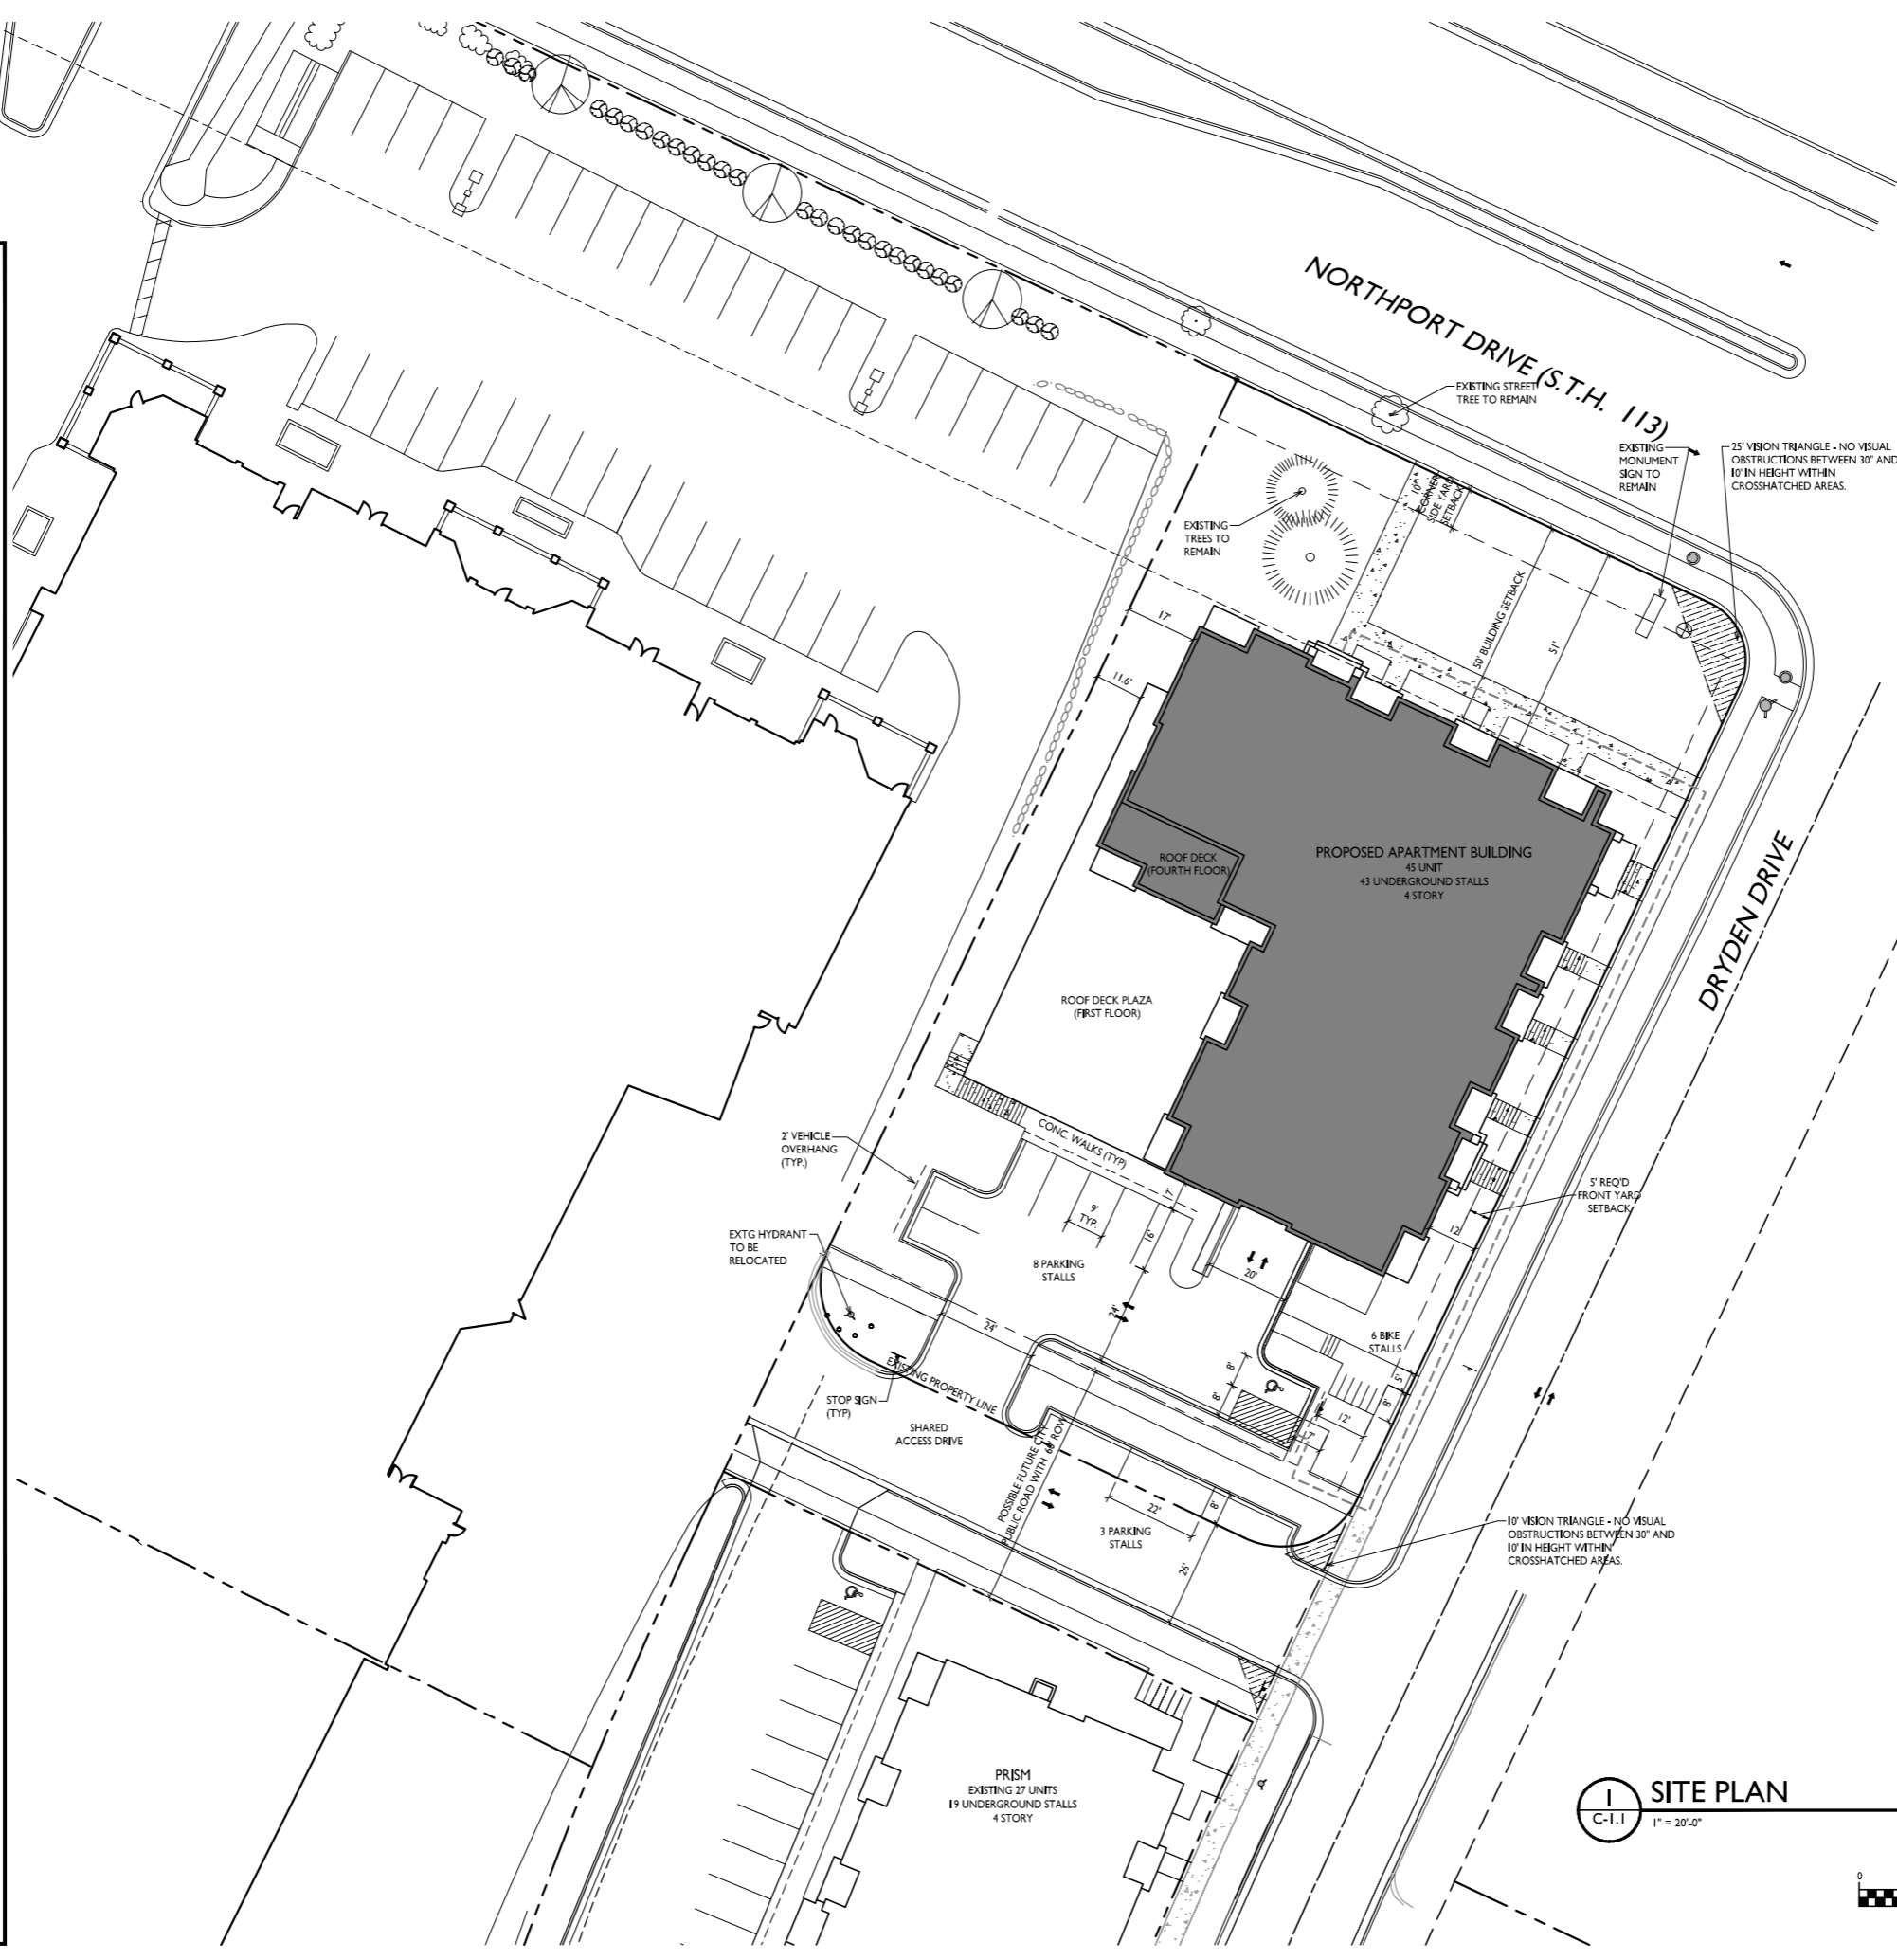 NORTHPORT DRIVE (S.T.H. 113)
EXISTING STREET
TREE TO REMAIN
EXISTING
MONUMENT
SIGN TO
REMAIN
25' VISION TRIANGLE - NO VISUAL
OBSTRUCTIONS BETWEEN 30" AND
10' IN HEIGHT WITHIN
CROSSHATCHED AREAS.
10'
CORNER
SIDE YARD
SETBACK
EXISTING
TREES TO
REMAIN
50' BUILDING SETBACK
51'
17'
11.6'
PROPOSED APARTMENT BUILDING
45 UNIT
43 UNDERGROUND STALLS
4 STORY
ROOF DECK
(FOURTH FLOOR)
DRYDEN DRIVE
ROOF DECK PLAZA
(FIRST FLOOR)
CONC. WALKS (TYP)
2' VEHICLE
OVERHANG
(TYP.)
7'
9'
TYP.
16'
5' REQ'D
FRONT YARD
SETBACK
12'
EXTG HYDRANT
TO BE
RELOCATED
8 PARKING
STALLS
20'
24'
24'
6 BIKE
STALLS
8'
8'
5'
8'
12'
7'
EXISTING PROPERTY LINE
STOP SIGN
(TYP)
SHARED
ACCESS DRIVE
POSSIBLE FUTURE CITY
PUBLIC ROAD WITH 66' ROW
22'
8'
3 PARKING
STALLS
26'
10' VISION TRIANGLE - NO VISUAL
OBSTRUCTIONS BETWEEN 30" AND
10' IN HEIGHT WITHIN
CROSSHATCHED AREAS.
PRISM
EXISTING 27 UNITS
19 UNDERGROUND STALLS
4 STORY
1
C-1.1
SITE PLAN
1" = 20'-0"
0